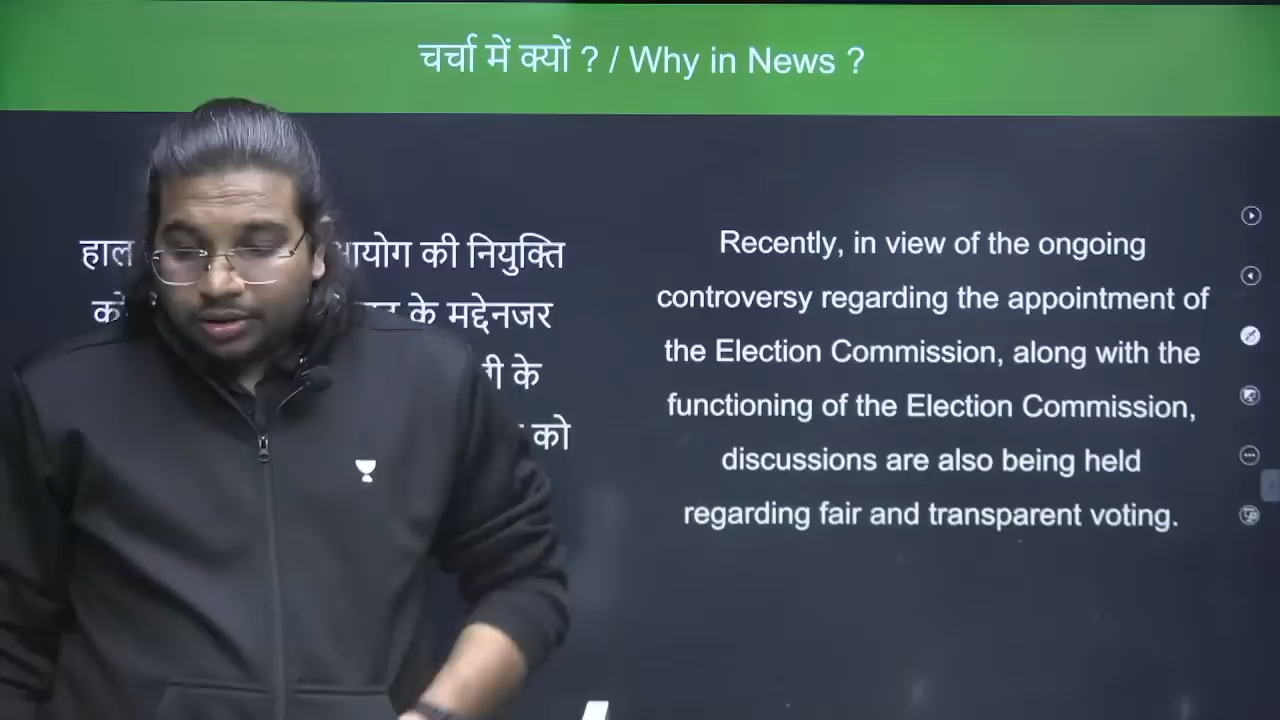 चर्चा में क्यों ? / Why in News ?
हाल
आयोग की नियुक्ति
को
के मद्देनजर
के
को
Recently, in view of the ongoing
controversy regarding the appointment of
the Election Commission, along with the
functioning of the Election Commission,
discussions are also being held
regarding fair and transparent voting.